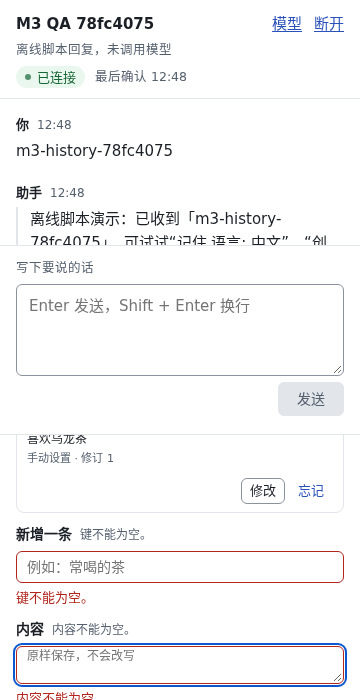 M3 QA 78fc4075 模型 断开
离线脚本回复，未调用模型
已连接 最后确认 12:48
你 12:48
m3-history-78fc4075
助手 12:48
离线脚本演示：已收到「m3-history-
78fc4075」。可试试“记住 语言: 中文”、“创
写下要说的话
Enter 发送，Shift + Enter 换行
发送
喜欢乌龙茶
手动设置 · 修订 1
修改 忘记
新增一条 键不能为空。
例如：常喝的茶
键不能为空。
内容 内容不能为空。
原样保存，不会改写
内容不能为空